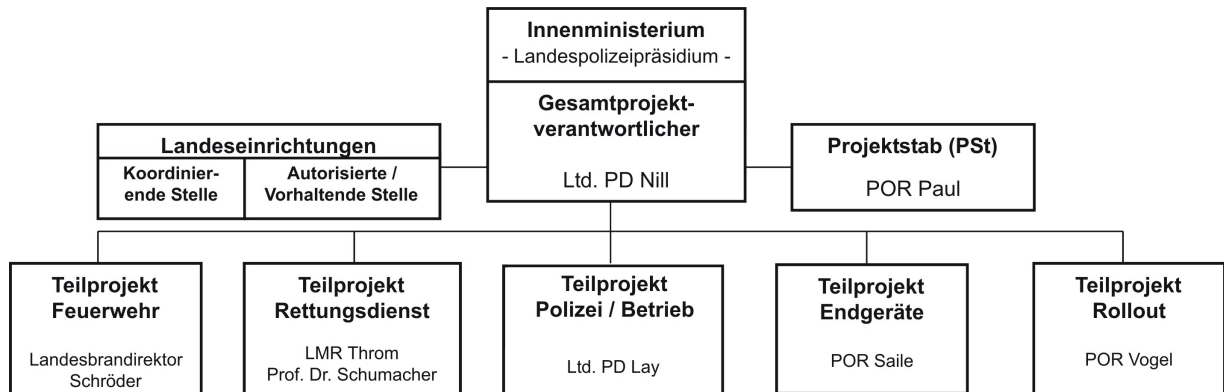 Innenministerium
- Landespolizeipräsidium -
Gesamtprojekt-
verantwortlicher
Ltd. PD Nill
Landeseinrichtungen
Koordinier-
ende Stelle
Autorisierte /
Vorhaltende Stelle
Projektstab (PSt)
POR Paul
Teilprojekt
Feuerwehr
Landesbrandirektor
Schröder
Teilprojekt
Rettungsdienst
LMR Throm
Prof. Dr. Schumacher
Teilprojekt
Polizei / Betrieb
Ltd. PD Lay
Teilprojekt
Endgeräte
POR Saile
Teilprojekt
Rollout
POR Vogel